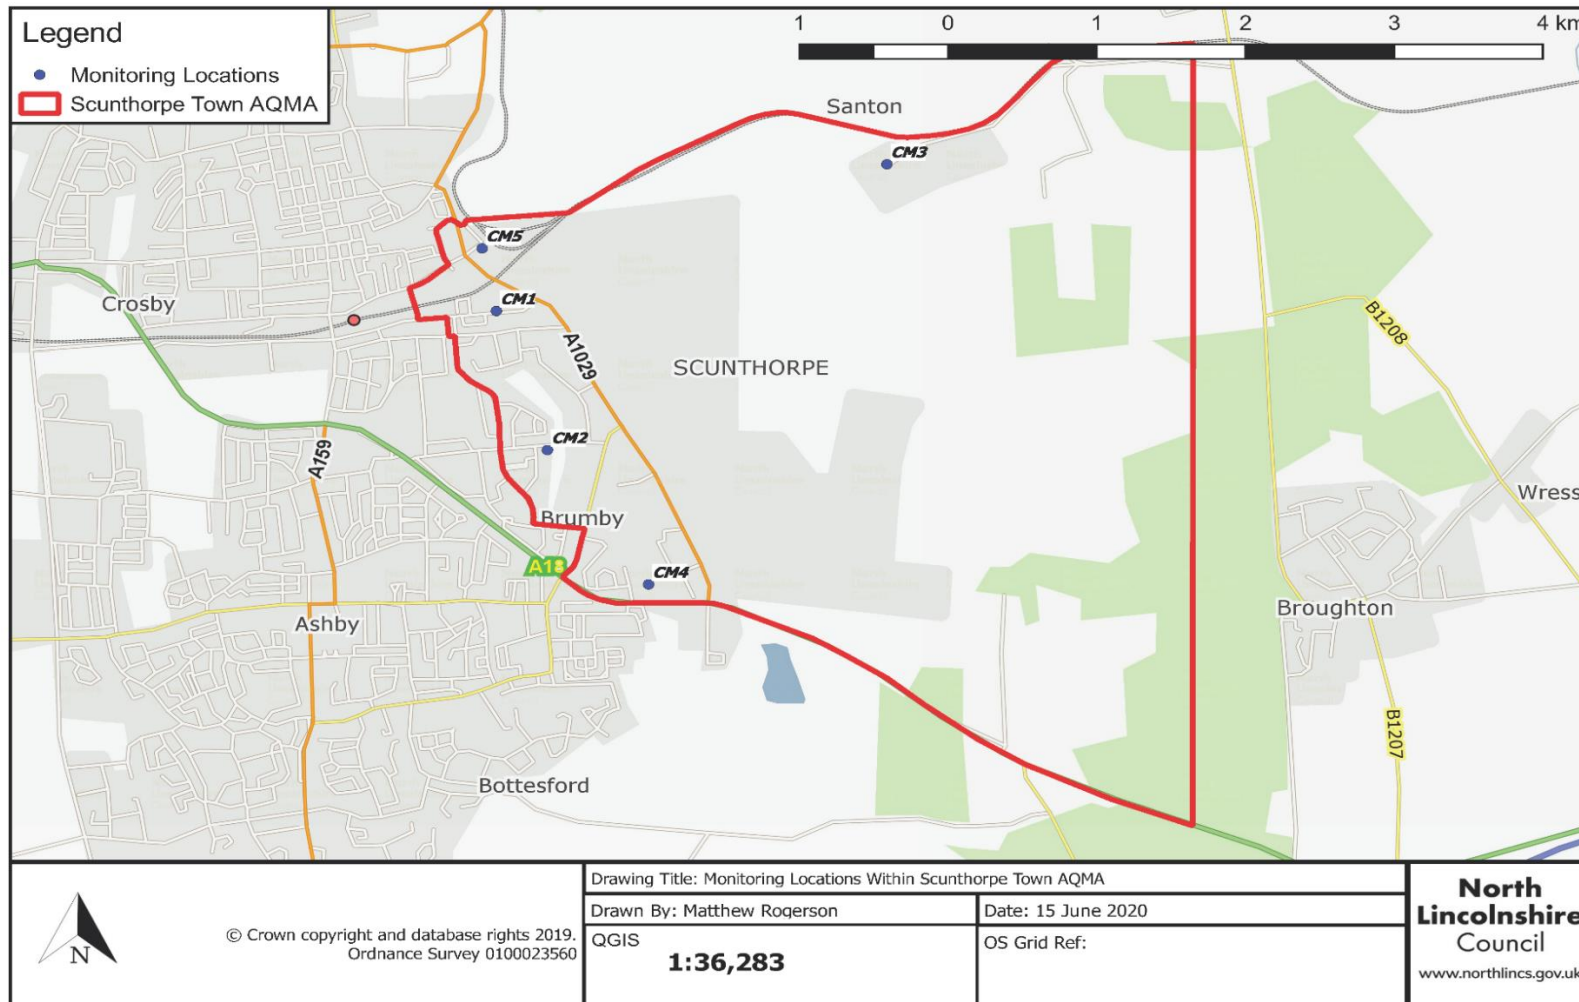 Legend
Monitoring Locations
Scunthorpe Town AQMA
1 0 1 2 3 4 km
Santon
CM3
CM5
Crosby
CM1
A1029
SCUNTHORPE
B1208
A159
CM2
Wress
Brumby
A18
CM4
Ashby
Broughton
B1207
Bottesford
N
© Crown copyright and database rights 2019.
Ordnance Survey 0100023560
Drawing Title: Monitoring Locations Within Scunthorpe Town AQMA
Drawn By: Matthew Rogerson
Date: 15 June 2020
QGIS
1:36,283
OS Grid Ref:
North
Lincolnshire
Council
www.northlincs.gov.uk